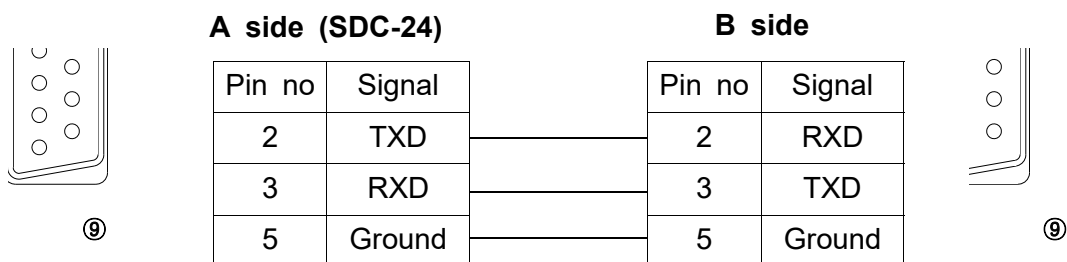 A side (SDC-24) B side
Pin no Signal Pin no Signal
2 TXD 2 RXD
3 RXD 3 TXD
5 Ground 5 Ground
⑨ ⑨